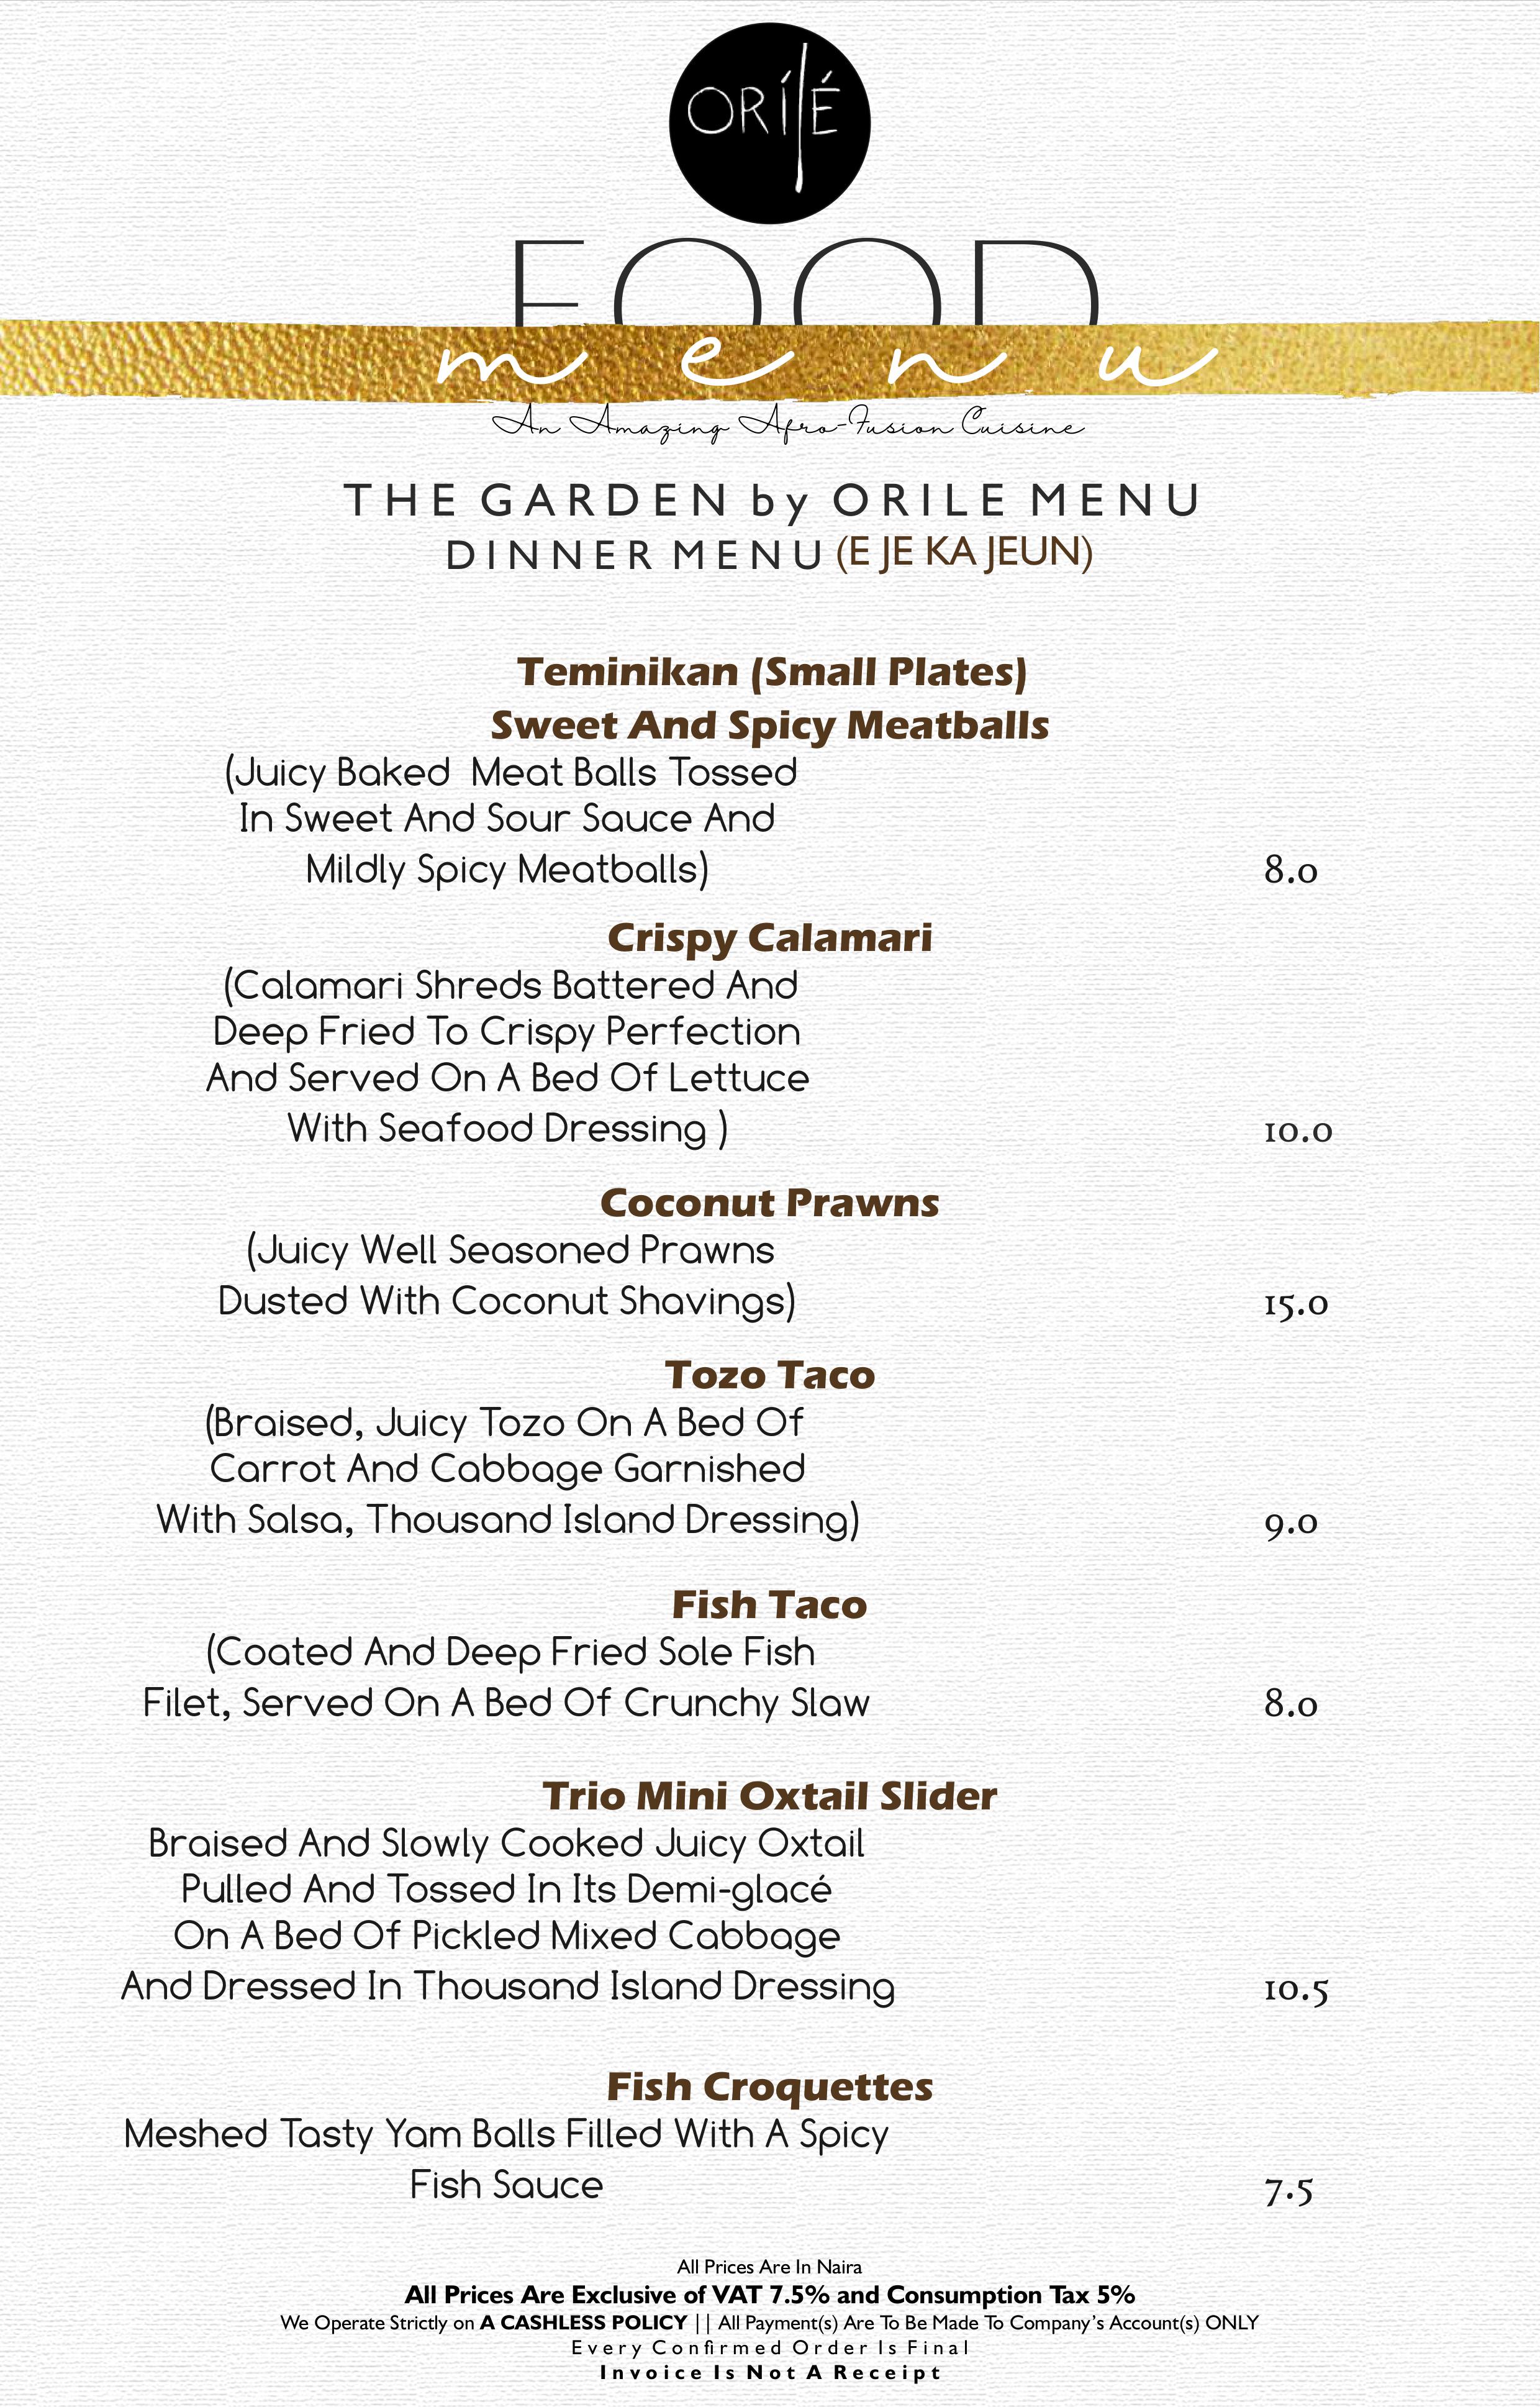 ORÍLÉ
FOOD
menu
An Amazing Afro-Fusion Cuisine
THE GARDEN by ORILE MENU
DINNER MENU (E JE KA JEUN)
Teminikan (Small Plates)
Sweet And Spicy Meatballs
(Juicy Baked  Meat Balls Tossed
In Sweet And Sour Sauce And
Mildly Spicy Meatballs) 8.0
Crispy Calamari
(Calamari Shreds Battered And
Deep Fried To Crispy Perfection
And Served On A Bed Of Lettuce
With Seafood Dressing ) 10.0
Coconut Prawns
(Juicy Well Seasoned Prawns
Dusted With Coconut Shavings) 15.0
Tozo Taco
(Braised, Juicy Tozo On A Bed Of
Carrot And Cabbage Garnished
With Salsa, Thousand Island Dressing) 9.0
Fish Taco
(Coated And Deep Fried Sole Fish
Filet, Served On A Bed Of Crunchy Slaw 8.0
Trio Mini Oxtail Slider
Braised And Slowly Cooked Juicy Oxtail
Pulled And Tossed In Its Demi-glacé
On A Bed Of Pickled Mixed Cabbage
And Dressed In Thousand Island Dressing 10.5
Fish Croquettes
Meshed Tasty Yam Balls Filled With A Spicy
Fish Sauce 7.5
All Prices Are In Naira
All Prices Are Exclusive of VAT 7.5% and Consumption Tax 5%
We Operate Strictly on A CASHLESS POLICY || All Payment(s) Are To Be Made To Company's Account(s) ONLY
Every Confirmed Order Is Final
Invoice Is Not A Receipt